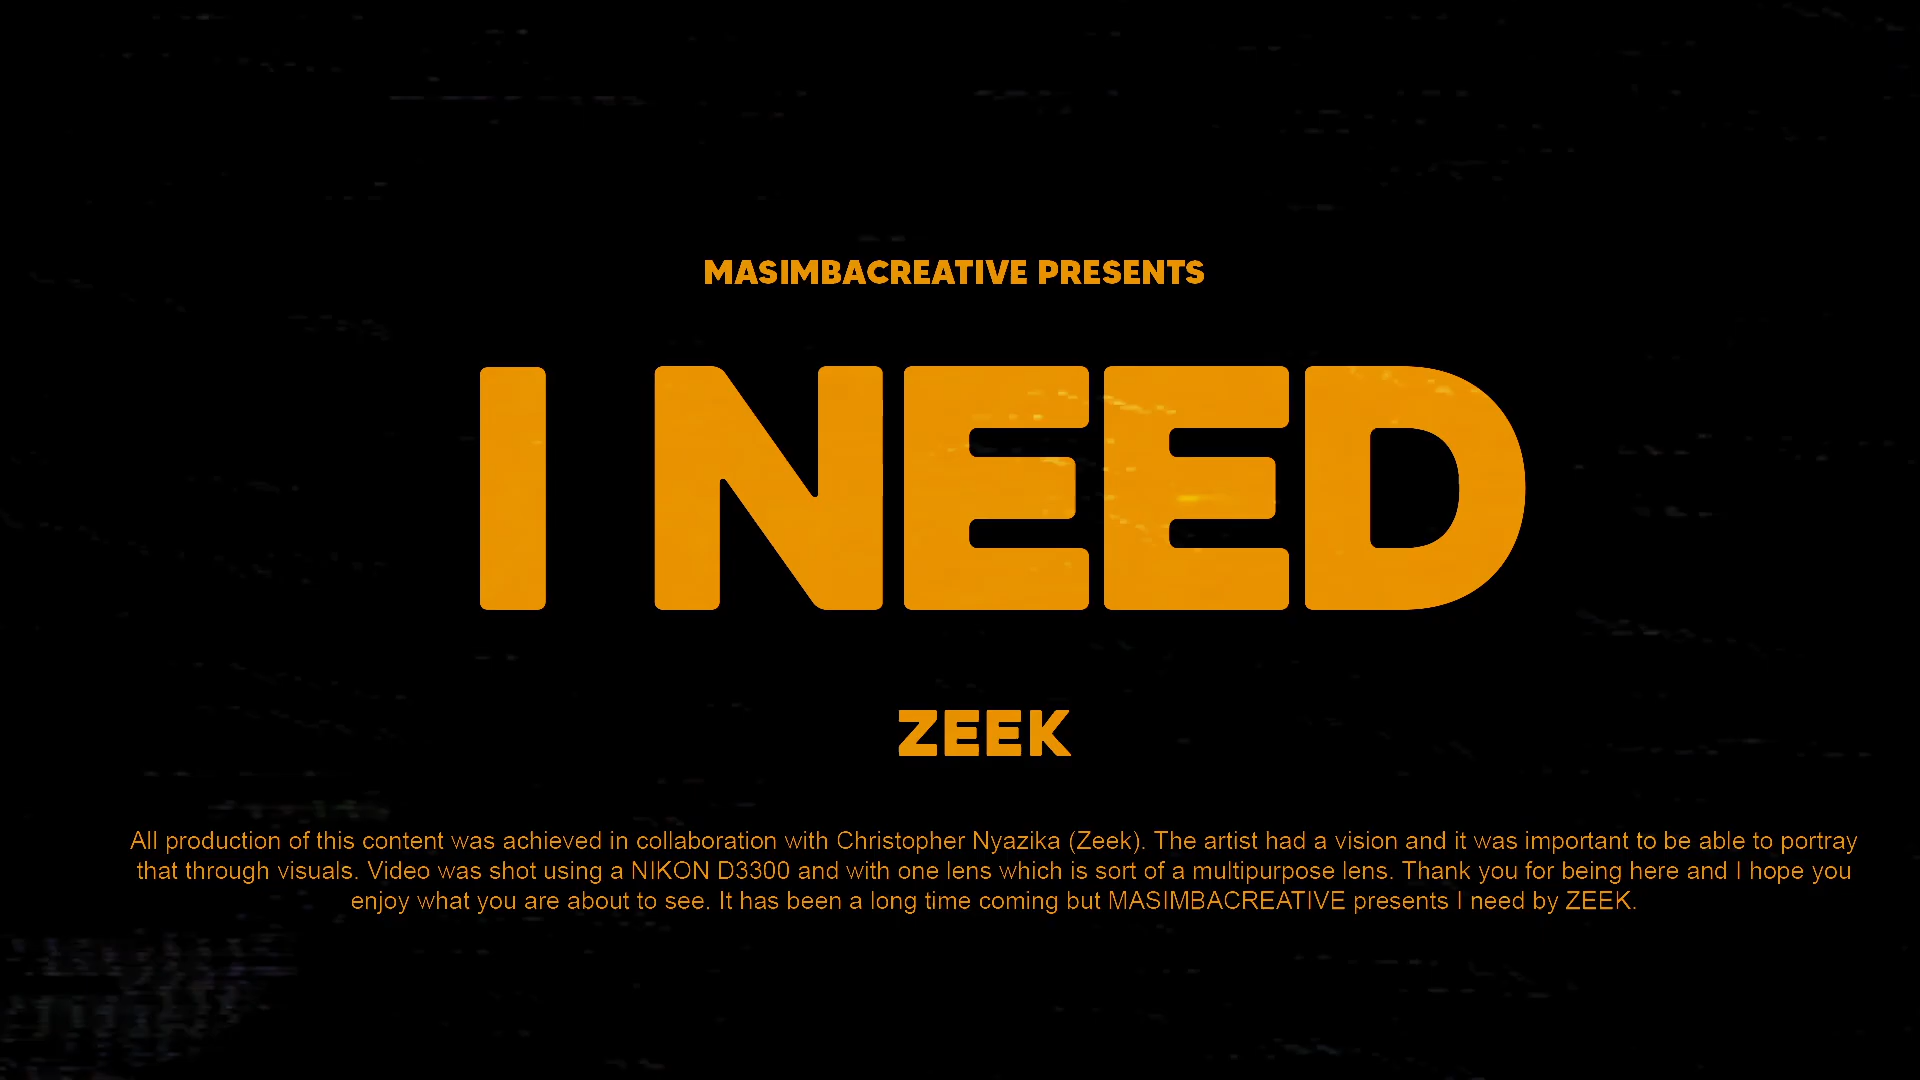 MASIMBACREATIVE PRESENTS
I NEED
ZEEK
All production of this content was achieved in collaboration with Christopher Nyazika (Zeek). The artist had a vision and it was important to be able to portray
that through visuals. Video was shot using a NIKON D3300 and with one lens which is sort of a multipurpose lens. Thank you for being here and I hope you
enjoy what you are about to see. It has been a long time coming but MASIMBACREATIVE presents I need by ZEEK.